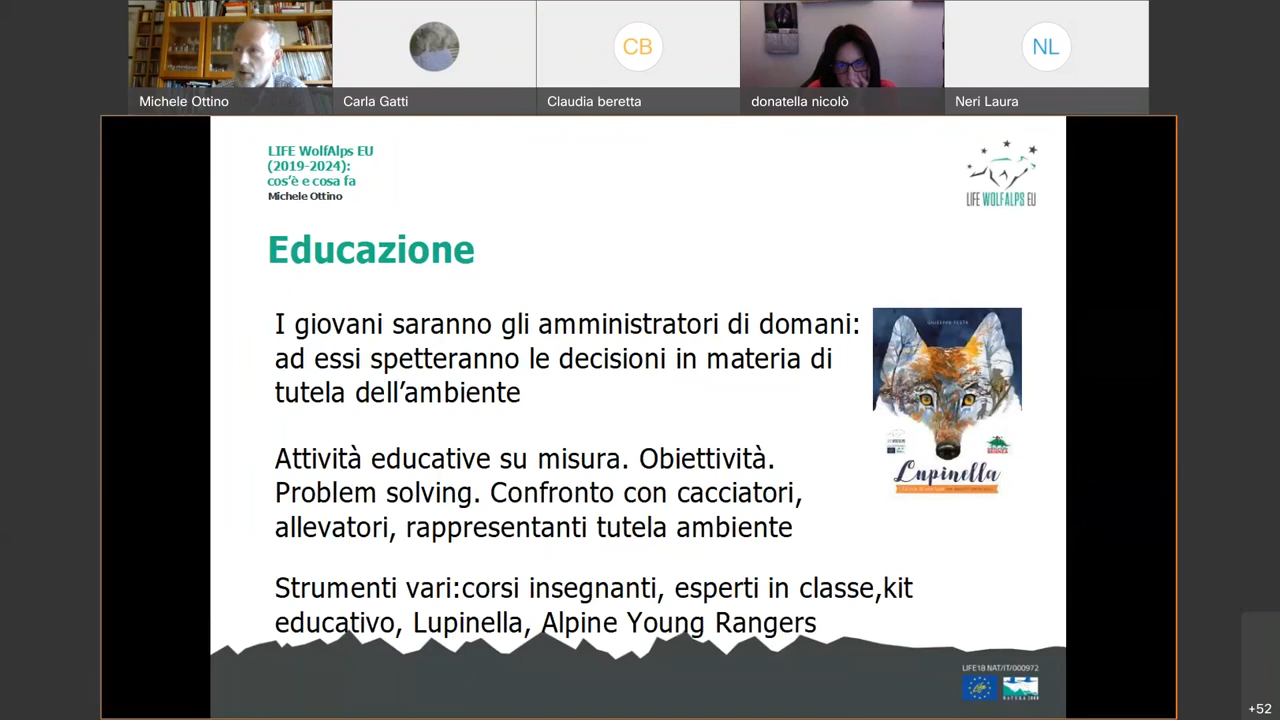 CB
NL
Michele Ottino
Carla Gatti
Claudia beretta
donatella nicolò
Neri Laura
LIFE WolfAlps EU
(2019-2024):
cos'è e cosa fa
Michele Ottino
LIFE WOLFALPS EU
Educazione
I giovani saranno gli amministratori di domani:
ad essi spetteranno le decisioni in materia di
tutela dell'ambiente
Attività educative su misura. Obiettività.
Problem solving. Confronto con cacciatori,
allevatori, rappresentanti tutela ambiente
Strumenti vari:corsi insegnanti, esperti in classe,kit
educativo, Lupinella, Alpine Young Rangers
GIUSEPPE FESTA
Lupinella
LIFE18 NAT/IT/000972
NATURA 2000
+52